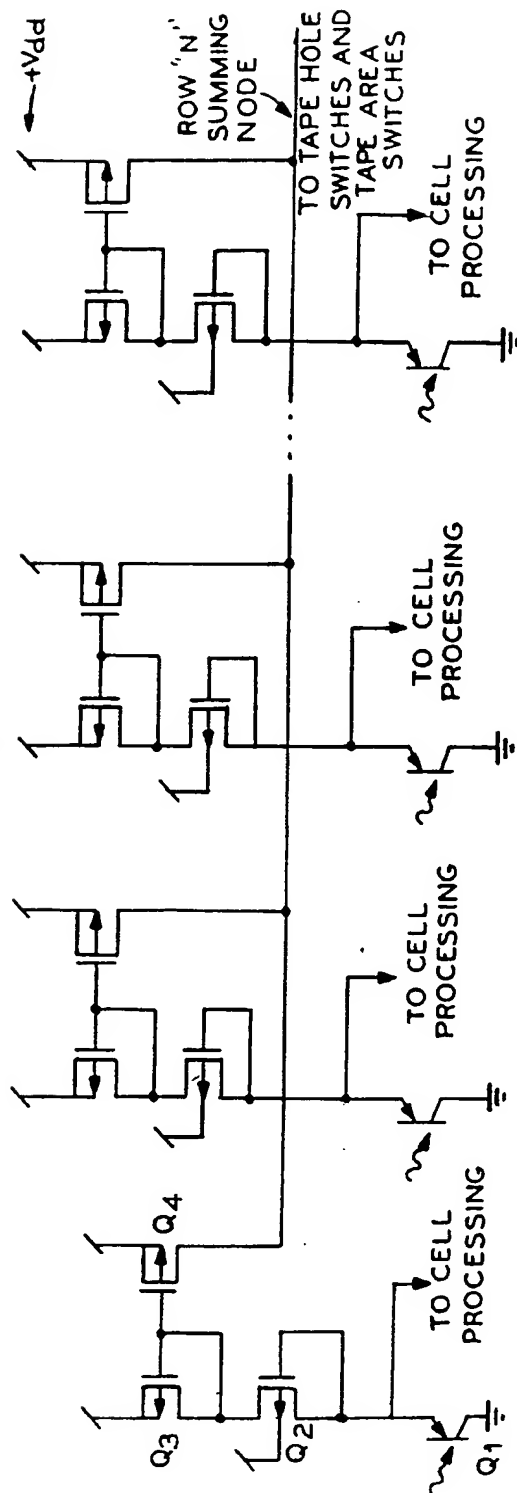 +Vdd
ROW "N"
SUMMING
NODE
TO TAPE HOLE
SWITCHES AND
TAPE AREA
SWITCHES
Q3
Q4
Q2
Q1
TO CELL
PROCESSING
TO CELL
PROCESSING
TO CELL
PROCESSING
TO CELL
PROCESSING